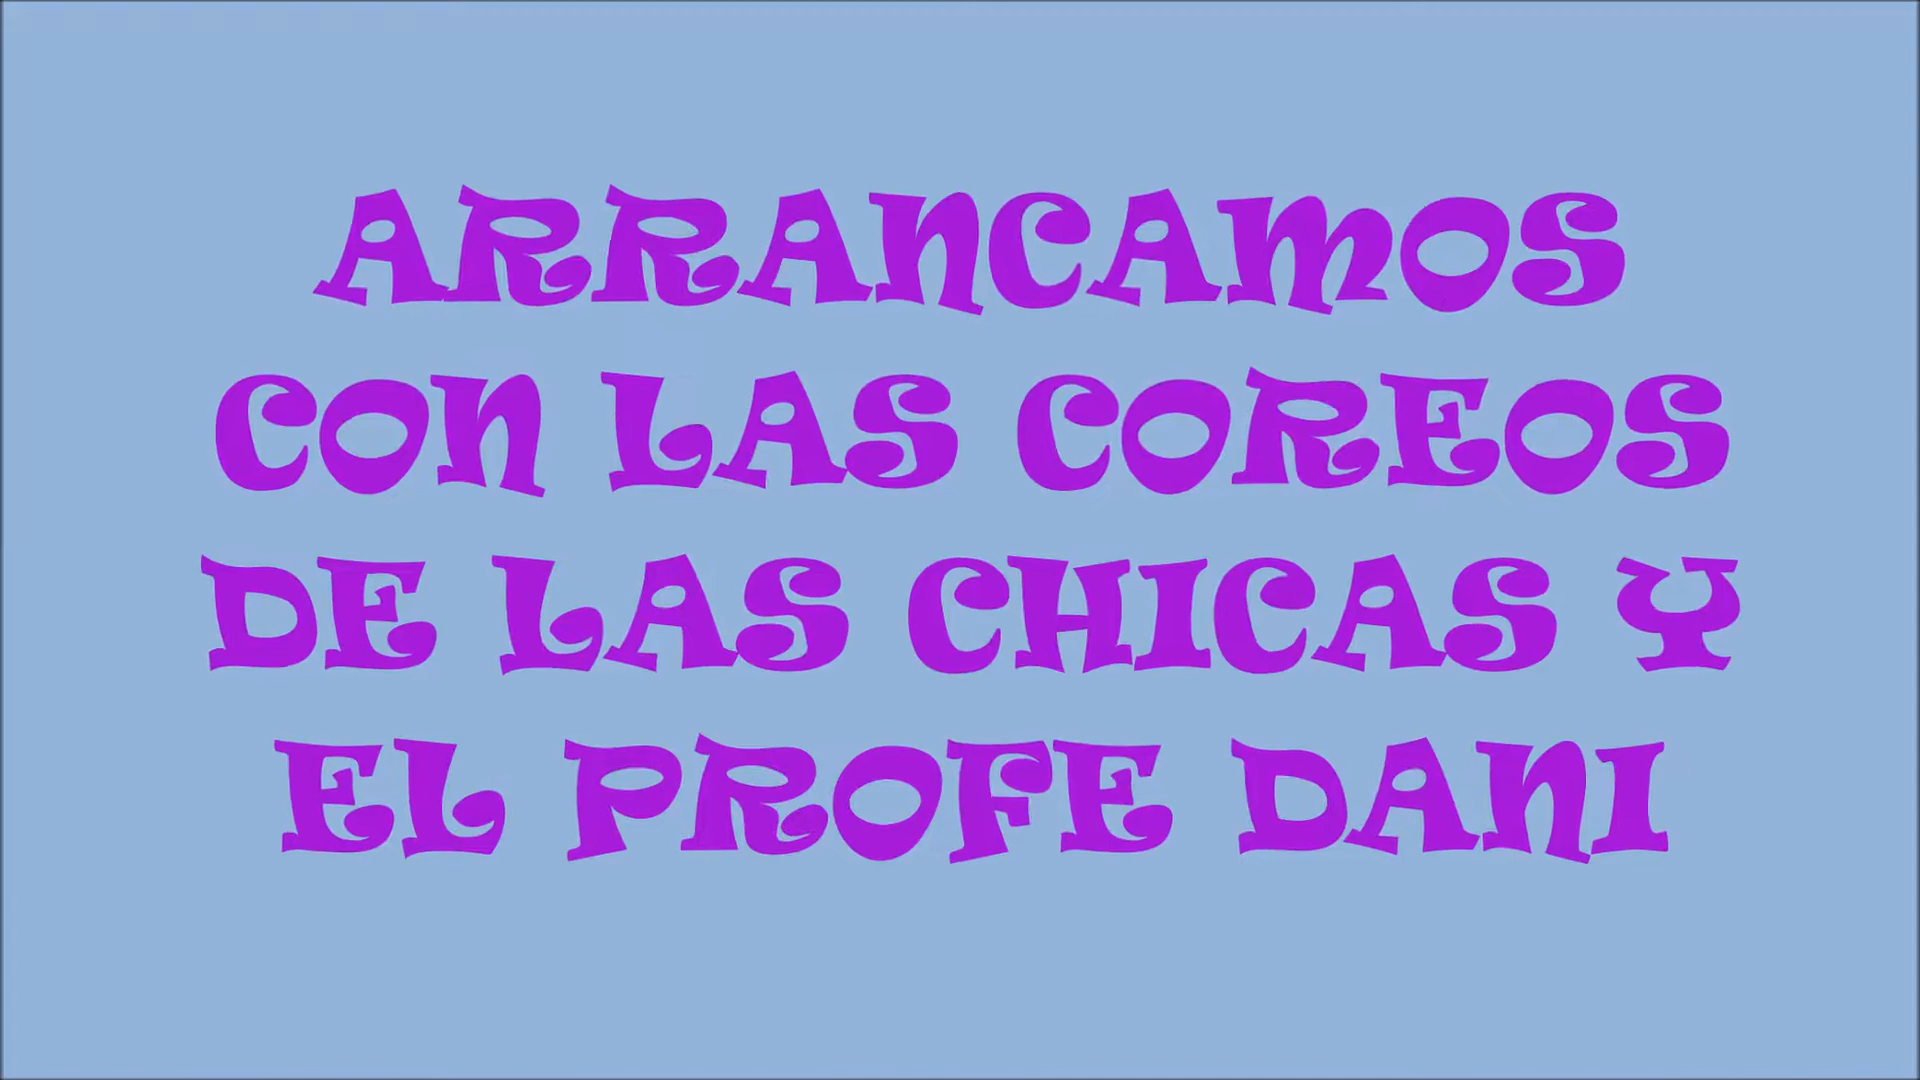 ARRANCAMOS
CON LAS COREOS
DE LAS CHICAS Y
EL PROFE DANI